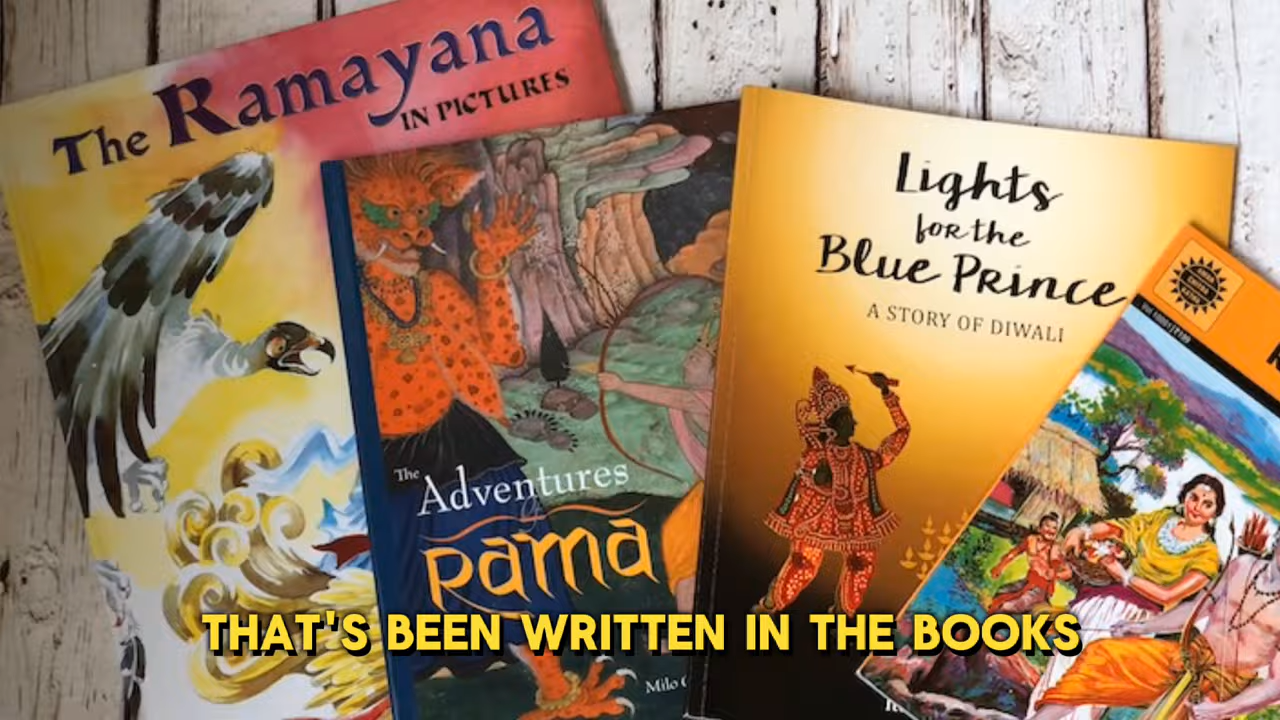 The Ramayana
IN PICTURES
The Adventures
of
Rama
Milo
Lights
for the
Blue Prince
A STORY OF DIWALI
THAT'S BEEN WRITTEN IN THE BOOKS